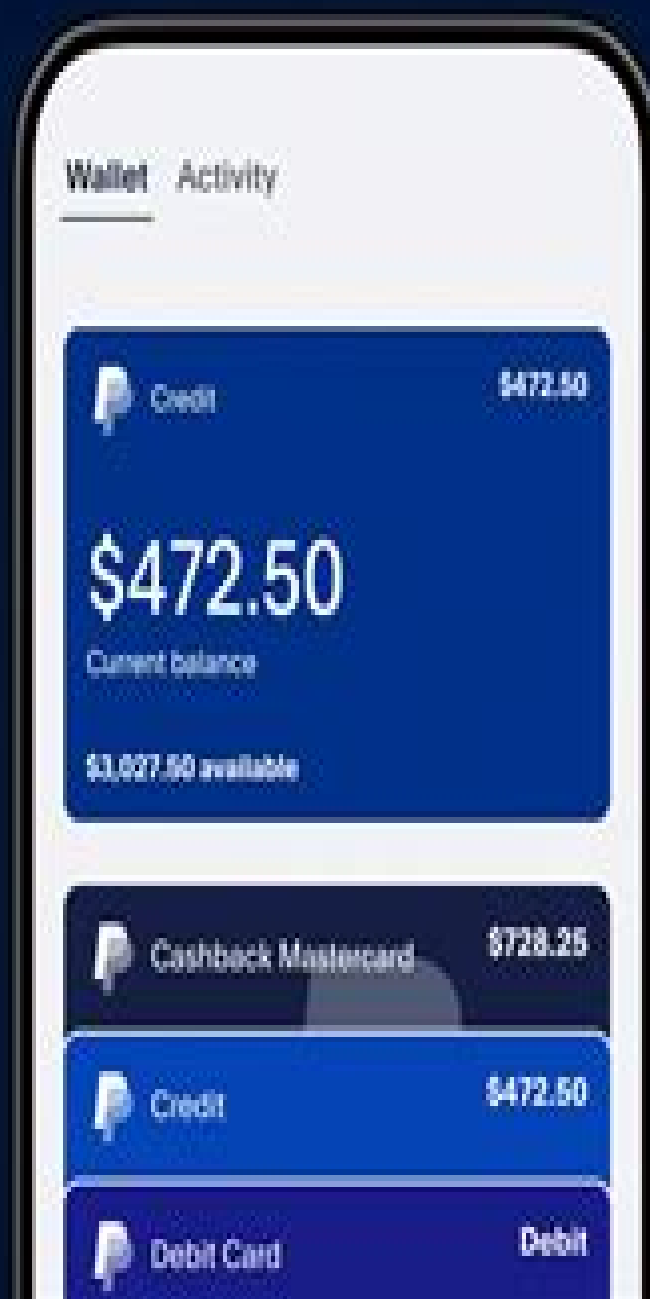 Wallet Activity
Credit $472.50
$472.50
Current balance
$3,027.50 available
Cashback Mastercard $728.25
Credit $472.50
Debit Card Debit